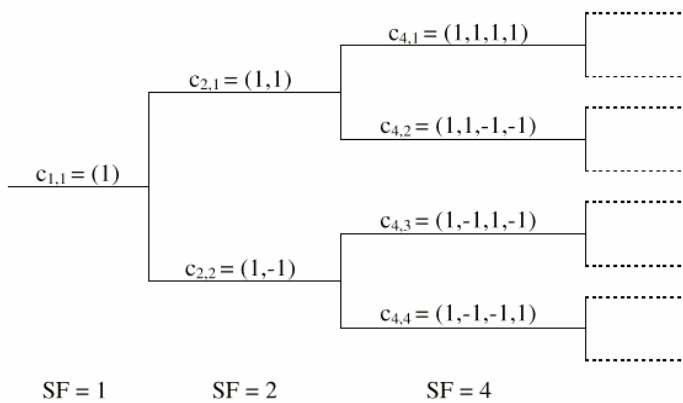 c4,1 = (1,1,1,1)
c2,1 = (1,1)
c4,2 = (1,1,-1,-1)
c1,1 = (1)
c4,3 = (1,-1,1,-1)
c2,2 = (1,-1)
c4,4 = (1,-1,-1,1)
SF = 1 SF = 2 SF = 4